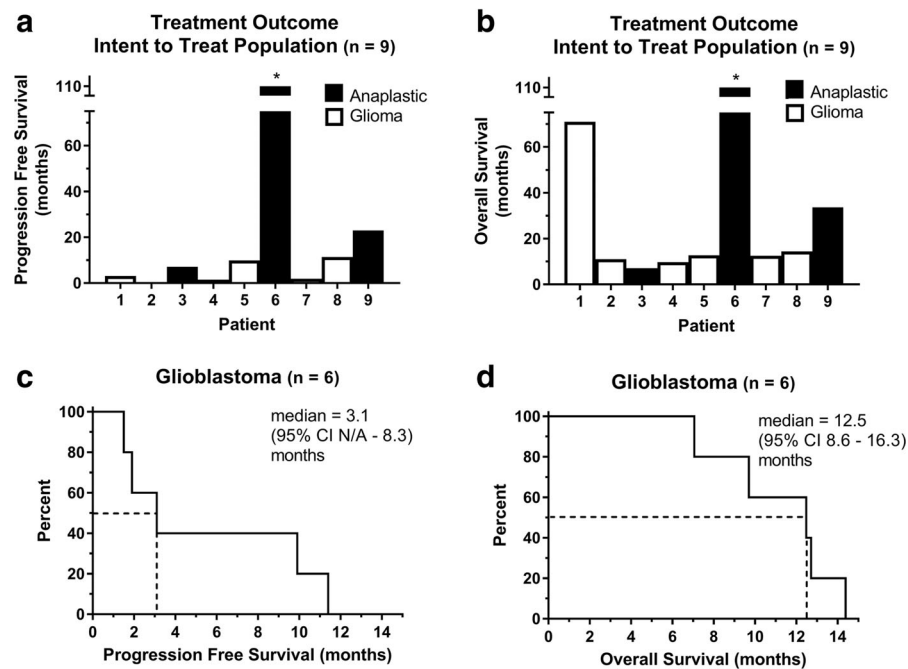 a
Treatment Outcome
Intent to Treat Population (n = 9)
Progression Free Survival
(months)
110
60
40
20
0
*
Anaplastic
Glioma
1 2 3 4 5 6 7 8 9
Patient
b
Treatment Outcome
Intent to Treat Population (n = 9)
Overall Survival
(months)
110
60
40
20
0
*
Anaplastic
Glioma
1 2 3 4 5 6 7 8 9
Patient
c
Glioblastoma (n = 6)
Percent
100
80
60
40
20
0
median = 3.1
(95% CI N/A - 8.3)
months
0 2 4 6 8 10 12 14
Progression Free Survival (months)
d
Glioblastoma (n = 6)
Percent
100
80
60
40
20
0
median = 12.5
(95% CI 8.6 - 16.3)
months
0 2 4 6 8 10 12 14
Overall Survival (months)